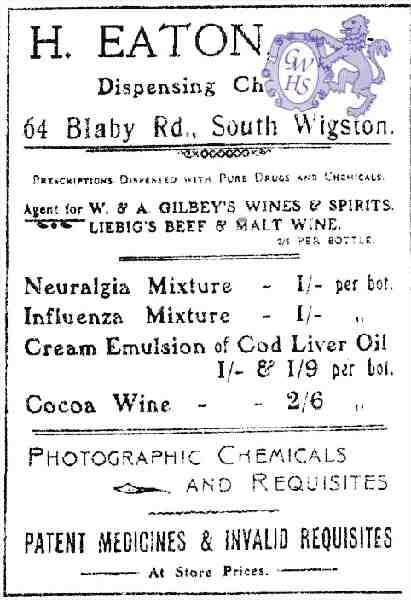 H. EATON
GWHS
Dispensing Ch
64 Blaby Rd., South Wigston.
PRESCRIPTIONS DISPENSED WITH PURE DRUGS AND CHEMICALS.
Agent for W. & A. GILBEY'S WINES & SPIRITS.
LIEBIG'S BEEF & MALT WINE.
PER BOTTLE.
Neuralgia Mixture - 1/- per bot.
Influenza Mixture - 1/- "
Cream Emulsion of Cod Liver Oil
1/- & 1/9 per bot.
Cocoa Wine - - 2/6 "
PHOTOGRAPHIC CHEMICALS
AND REQUISITES
PATENT MEDICINES & INVALID REQUISITES
At Store Prices.